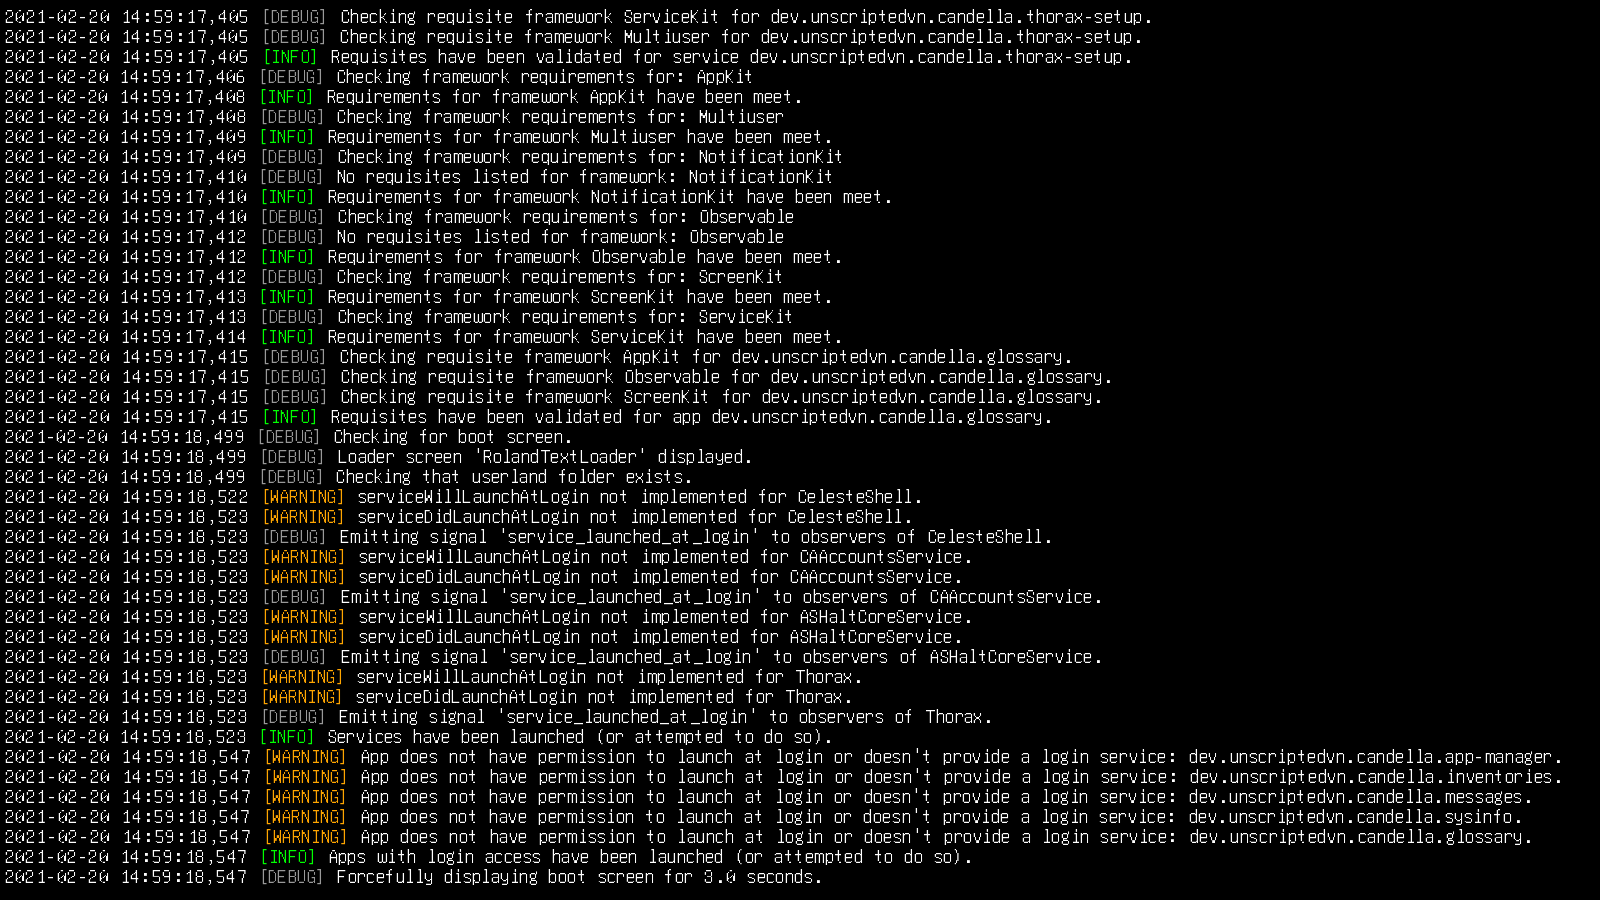 2021-02-20 14:59:17,405 [DEBUG] Checking requisite framework ServiceKit for dev.unscriptedvn.candella.thorax-setup.
2021-02-20 14:59:17,405 [DEBUG] Checking requisite framework Multiuser for dev.unscriptedvn.candella.thorax-setup.
2021-02-20 14:59:17,405 [INFO] Requisites have been validated for service dev.unscriptedvn.candella.thorax-setup.
2021-02-20 14:59:17,406 [DEBUG] Checking framework requirements for: AppKit
2021-02-20 14:59:17,408 [INFO] Requirements for framework AppKit have been meet.
2021-02-20 14:59:17,408 [DEBUG] Checking framework requirements for: Multiuser
2021-02-20 14:59:17,409 [INFO] Requirements for framework Multiuser have been meet.
2021-02-20 14:59:17,409 [DEBUG] Checking framework requirements for: NotificationKit
2021-02-20 14:59:17,410 [DEBUG] No requisites listed for framework: NotificationKit
2021-02-20 14:59:17,410 [INFO] Requirements for framework NotificationKit have been meet.
2021-02-20 14:59:17,410 [DEBUG] Checking framework requirements for: Observable
2021-02-20 14:59:17,412 [DEBUG] No requisites listed for framework: Observable
2021-02-20 14:59:17,412 [INFO] Requirements for framework Observable have been meet.
2021-02-20 14:59:17,412 [DEBUG] Checking framework requirements for: ScreenKit
2021-02-20 14:59:17,413 [INFO] Requirements for framework ScreenKit have been meet.
2021-02-20 14:59:17,413 [DEBUG] Checking framework requirements for: ServiceKit
2021-02-20 14:59:17,414 [INFO] Requirements for framework ServiceKit have been meet.
2021-02-20 14:59:17,415 [DEBUG] Checking requisite framework AppKit for dev.unscriptedvn.candella.glossary.
2021-02-20 14:59:17,415 [DEBUG] Checking requisite framework Observable for dev.unscriptedvn.candella.glossary.
2021-02-20 14:59:17,415 [DEBUG] Checking requisite framework ScreenKit for dev.unscriptedvn.candella.glossary.
2021-02-20 14:59:17,415 [INFO] Requisites have been validated for app dev.unscriptedvn.candella.glossary.
2021-02-20 14:59:18,499 [DEBUG] Checking for boot screen.
2021-02-20 14:59:18,499 [DEBUG] Loader screen 'RolandTextLoader' displayed.
2021-02-20 14:59:18,499 [DEBUG] Checking that userland folder exists.
2021-02-20 14:59:18,522 [WARNING] serviceWillLaunchAtLogin not implemented for CelesteShell.
2021-02-20 14:59:18,523 [WARNING] serviceDidLaunchAtLogin not implemented for CelesteShell.
2021-02-20 14:59:18,523 [DEBUG] Emitting signal 'service_launched_at_login' to observers of CelesteShell.
2021-02-20 14:59:18,523 [WARNING] serviceWillLaunchAtLogin not implemented for CAAccountsService.
2021-02-20 14:59:18,523 [WARNING] serviceDidLaunchAtLogin not implemented for CAAccountsService.
2021-02-20 14:59:18,523 [DEBUG] Emitting signal 'service_launched_at_login' to observers of CAAccountsService.
2021-02-20 14:59:18,523 [WARNING] serviceWillLaunchAtLogin not implemented for ASHaltCoreService.
2021-02-20 14:59:18,523 [WARNING] serviceDidLaunchAtLogin not implemented for ASHaltCoreService.
2021-02-20 14:59:18,523 [DEBUG] Emitting signal 'service_launched_at_login' to observers of ASHaltCoreService.
2021-02-20 14:59:18,523 [WARNING] serviceWillLaunchAtLogin not implemented for Thorax.
2021-02-20 14:59:18,523 [WARNING] serviceDidLaunchAtLogin not implemented for Thorax.
2021-02-20 14:59:18,523 [DEBUG] Emitting signal 'service_launched_at_login' to observers of Thorax.
2021-02-20 14:59:18,523 [INFO] Services have been launched (or attempted to do so).
2021-02-20 14:59:18,547 [WARNING] App does not have permission to launch at login or doesn't provide a login service: dev.unscriptedvn.candella.app-manager.
2021-02-20 14:59:18,547 [WARNING] App does not have permission to launch at login or doesn't provide a login service: dev.unscriptedvn.candella.inventories.
2021-02-20 14:59:18,547 [WARNING] App does not have permission to launch at login or doesn't provide a login service: dev.unscriptedvn.candella.messages.
2021-02-20 14:59:18,547 [WARNING] App does not have permission to launch at login or doesn't provide a login service: dev.unscriptedvn.candella.sysinfo.
2021-02-20 14:59:18,547 [WARNING] App does not have permission to launch at login or doesn't provide a login service: dev.unscriptedvn.candella.glossary.
2021-02-20 14:59:18,547 [INFO] Apps with login access have been launched (or attempted to do so).
2021-02-20 14:59:18,547 [DEBUG] Forcefully displaying boot screen for 3.0 seconds.